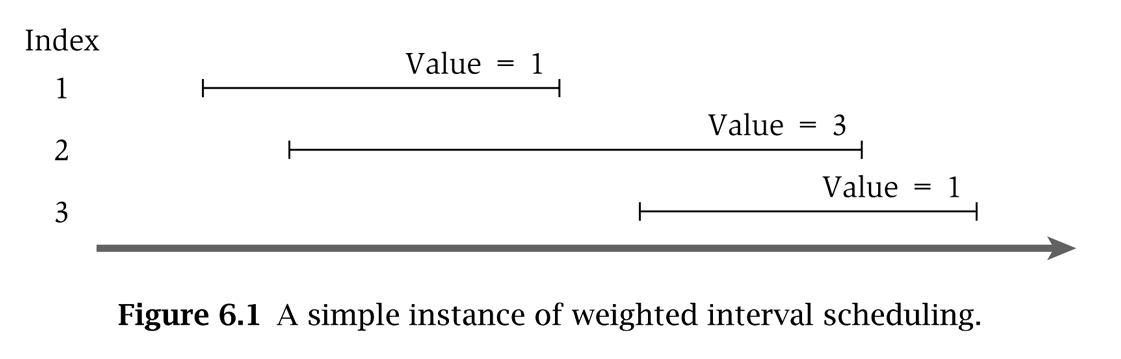 Index
Value = 1
1
Value = 3
2
Value = 1
3
Figure 6.1 A simple instance of weighted interval scheduling.